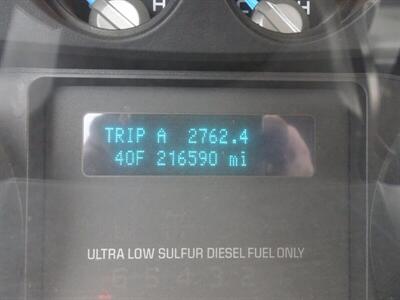 H H
TRIP A 2762.4
40F 216590 mi
ULTRA LOW SULFUR DIESEL FUEL ONLY